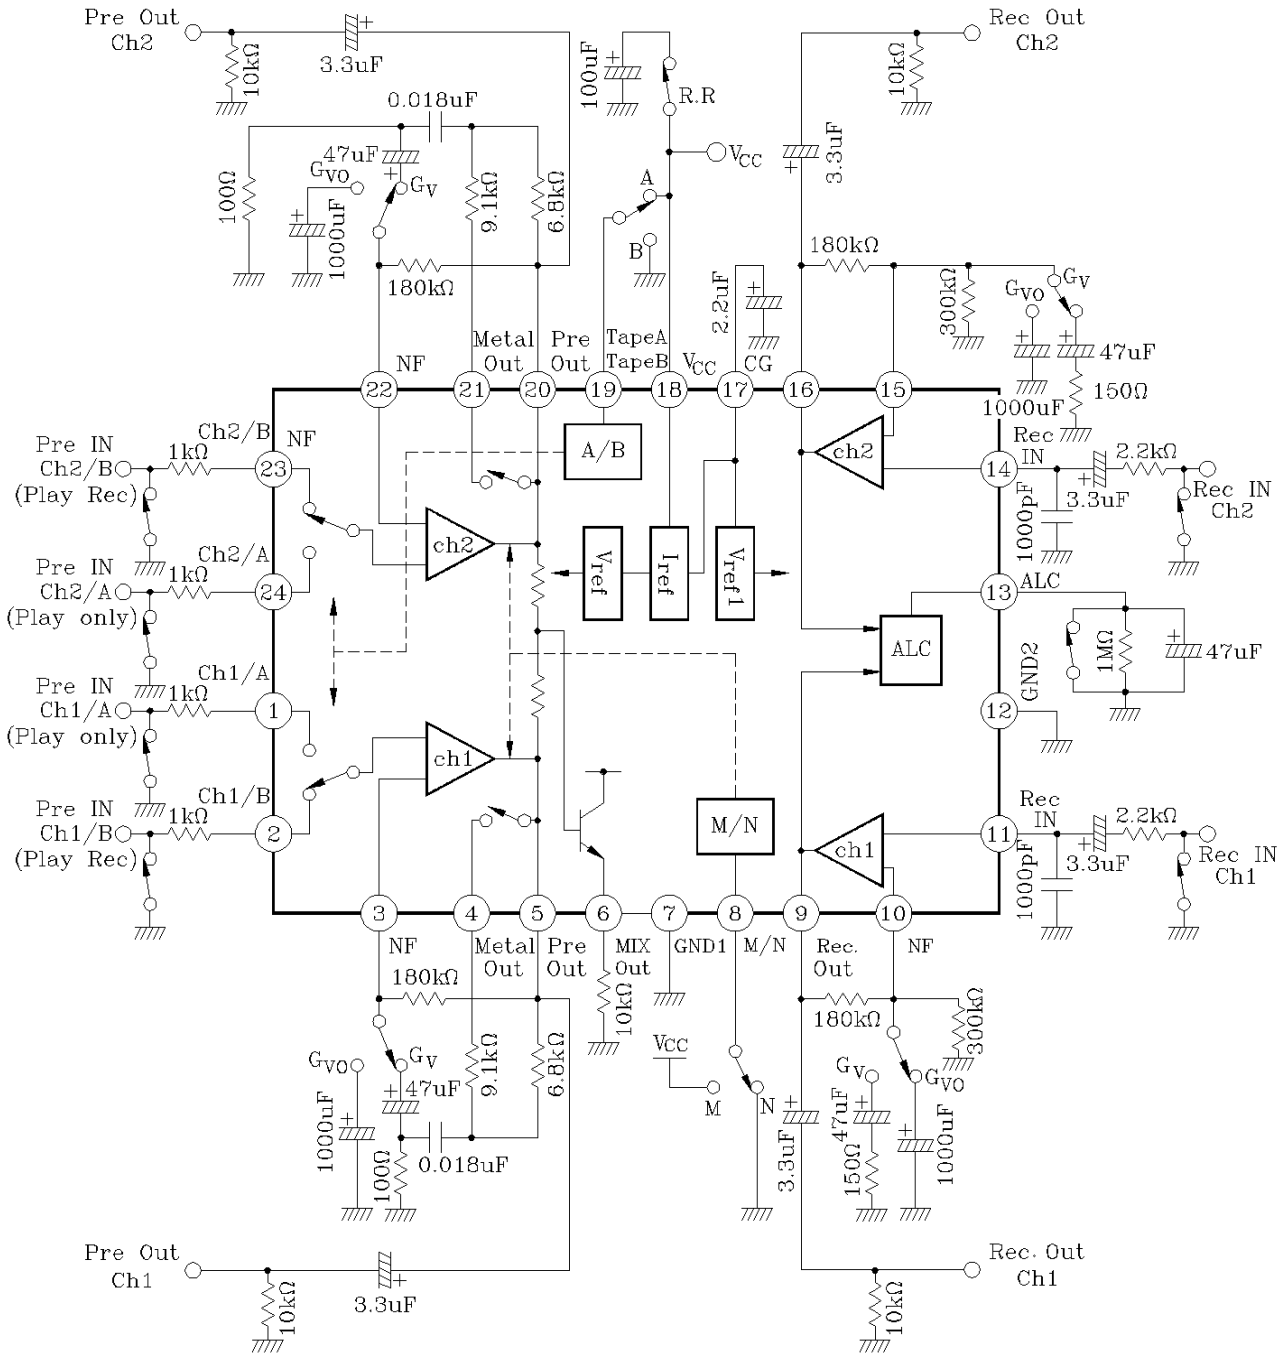 Pre Out
Ch2
10kΩ
3.3uF
100uF
R.R
Rec Out
Ch2
10kΩ
0.018uF
47uF
GVO
GV
100Ω
1000uF
9.1kΩ
6.8kΩ
180kΩ
A
B
VCC
3.3uF
2.2uF
180kΩ
300kΩ
GVO
GV
47uF
150Ω
1000uF
NF
Metal
Out
Pre
Out
TapeA
TapeB
VCC
CG
22
21
20
19
18
17
16
15
Pre IN
Ch2/B
(Play Rec)
1kΩ
Ch2/B
NF
23
A/B
ch2
14
Rec
IN
3.3uF
2.2kΩ
1000pF
Rec IN
Ch2
Pre IN
Ch2/A
(Play only)
1kΩ
Ch2/A
24
ch2
Vref
Iref
Vref1
13
ALC
ALC
1MΩ
47uF
GND2
12
Pre IN
Ch1/A
(Play only)
1kΩ
Ch1/A
1
ch1
Pre IN
Ch1/B
(Play Rec)
1kΩ
Ch1/B
2
M/N
ch1
11
Rec
IN
3.3uF
2.2kΩ
1000pF
Rec IN
Ch1
3
4
5
6
7
8
9
10
NF
Metal
Out
Pre
Out
MIX
Out
GND1
M/N
Rec.
Out
NF
180kΩ
10kΩ
180kΩ
300kΩ
GVO
GV
47uF
1000uF
9.1kΩ
6.8kΩ
100Ω
0.018uF
VCC
M
N
3.3uF
GV
GVO
47uF
150Ω
1000uF
Pre Out
Ch1
10kΩ
3.3uF
Rec. Out
Ch1
10kΩ